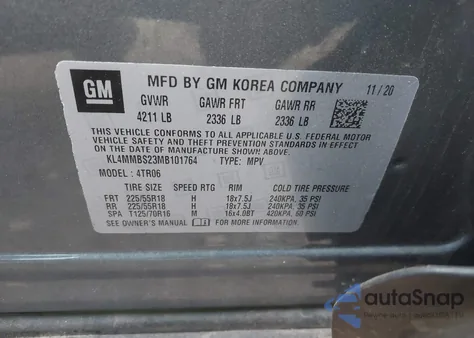 GM
MFD BY GM KOREA COMPANY
11/20
GVWR GAWR FRT GAWR RR
4211 LB 2336 LB 2336 LB
THIS VEHICLE CONFORMS TO ALL APPLICABLE U.S. FEDERAL MOTOR
VEHICLE SAFETY, BUMPER, AND THEFT PREVENTION STANDARDS
IN EFFECT ON THE DATE OF MANUFACTURE SHOWN ABOVE.
KL4MMBS23MB101764 TYPE: MPV
MODEL: 4TR06
TIRE SIZE SPEED RTG RIM COLD TIRE PRESSURE
FRT 225/55R18 H 18x7.5J 240KPA, 35 PSI
RR 225/55R18 H 18x7.5J 240KPA, 35 PSI
SPA T125/70R16 M 16x4.0BT 420KPA, 60 PSI
SEE OWNER'S MANUAL FOR ADDITIONAL INFORMATION
autoSnap